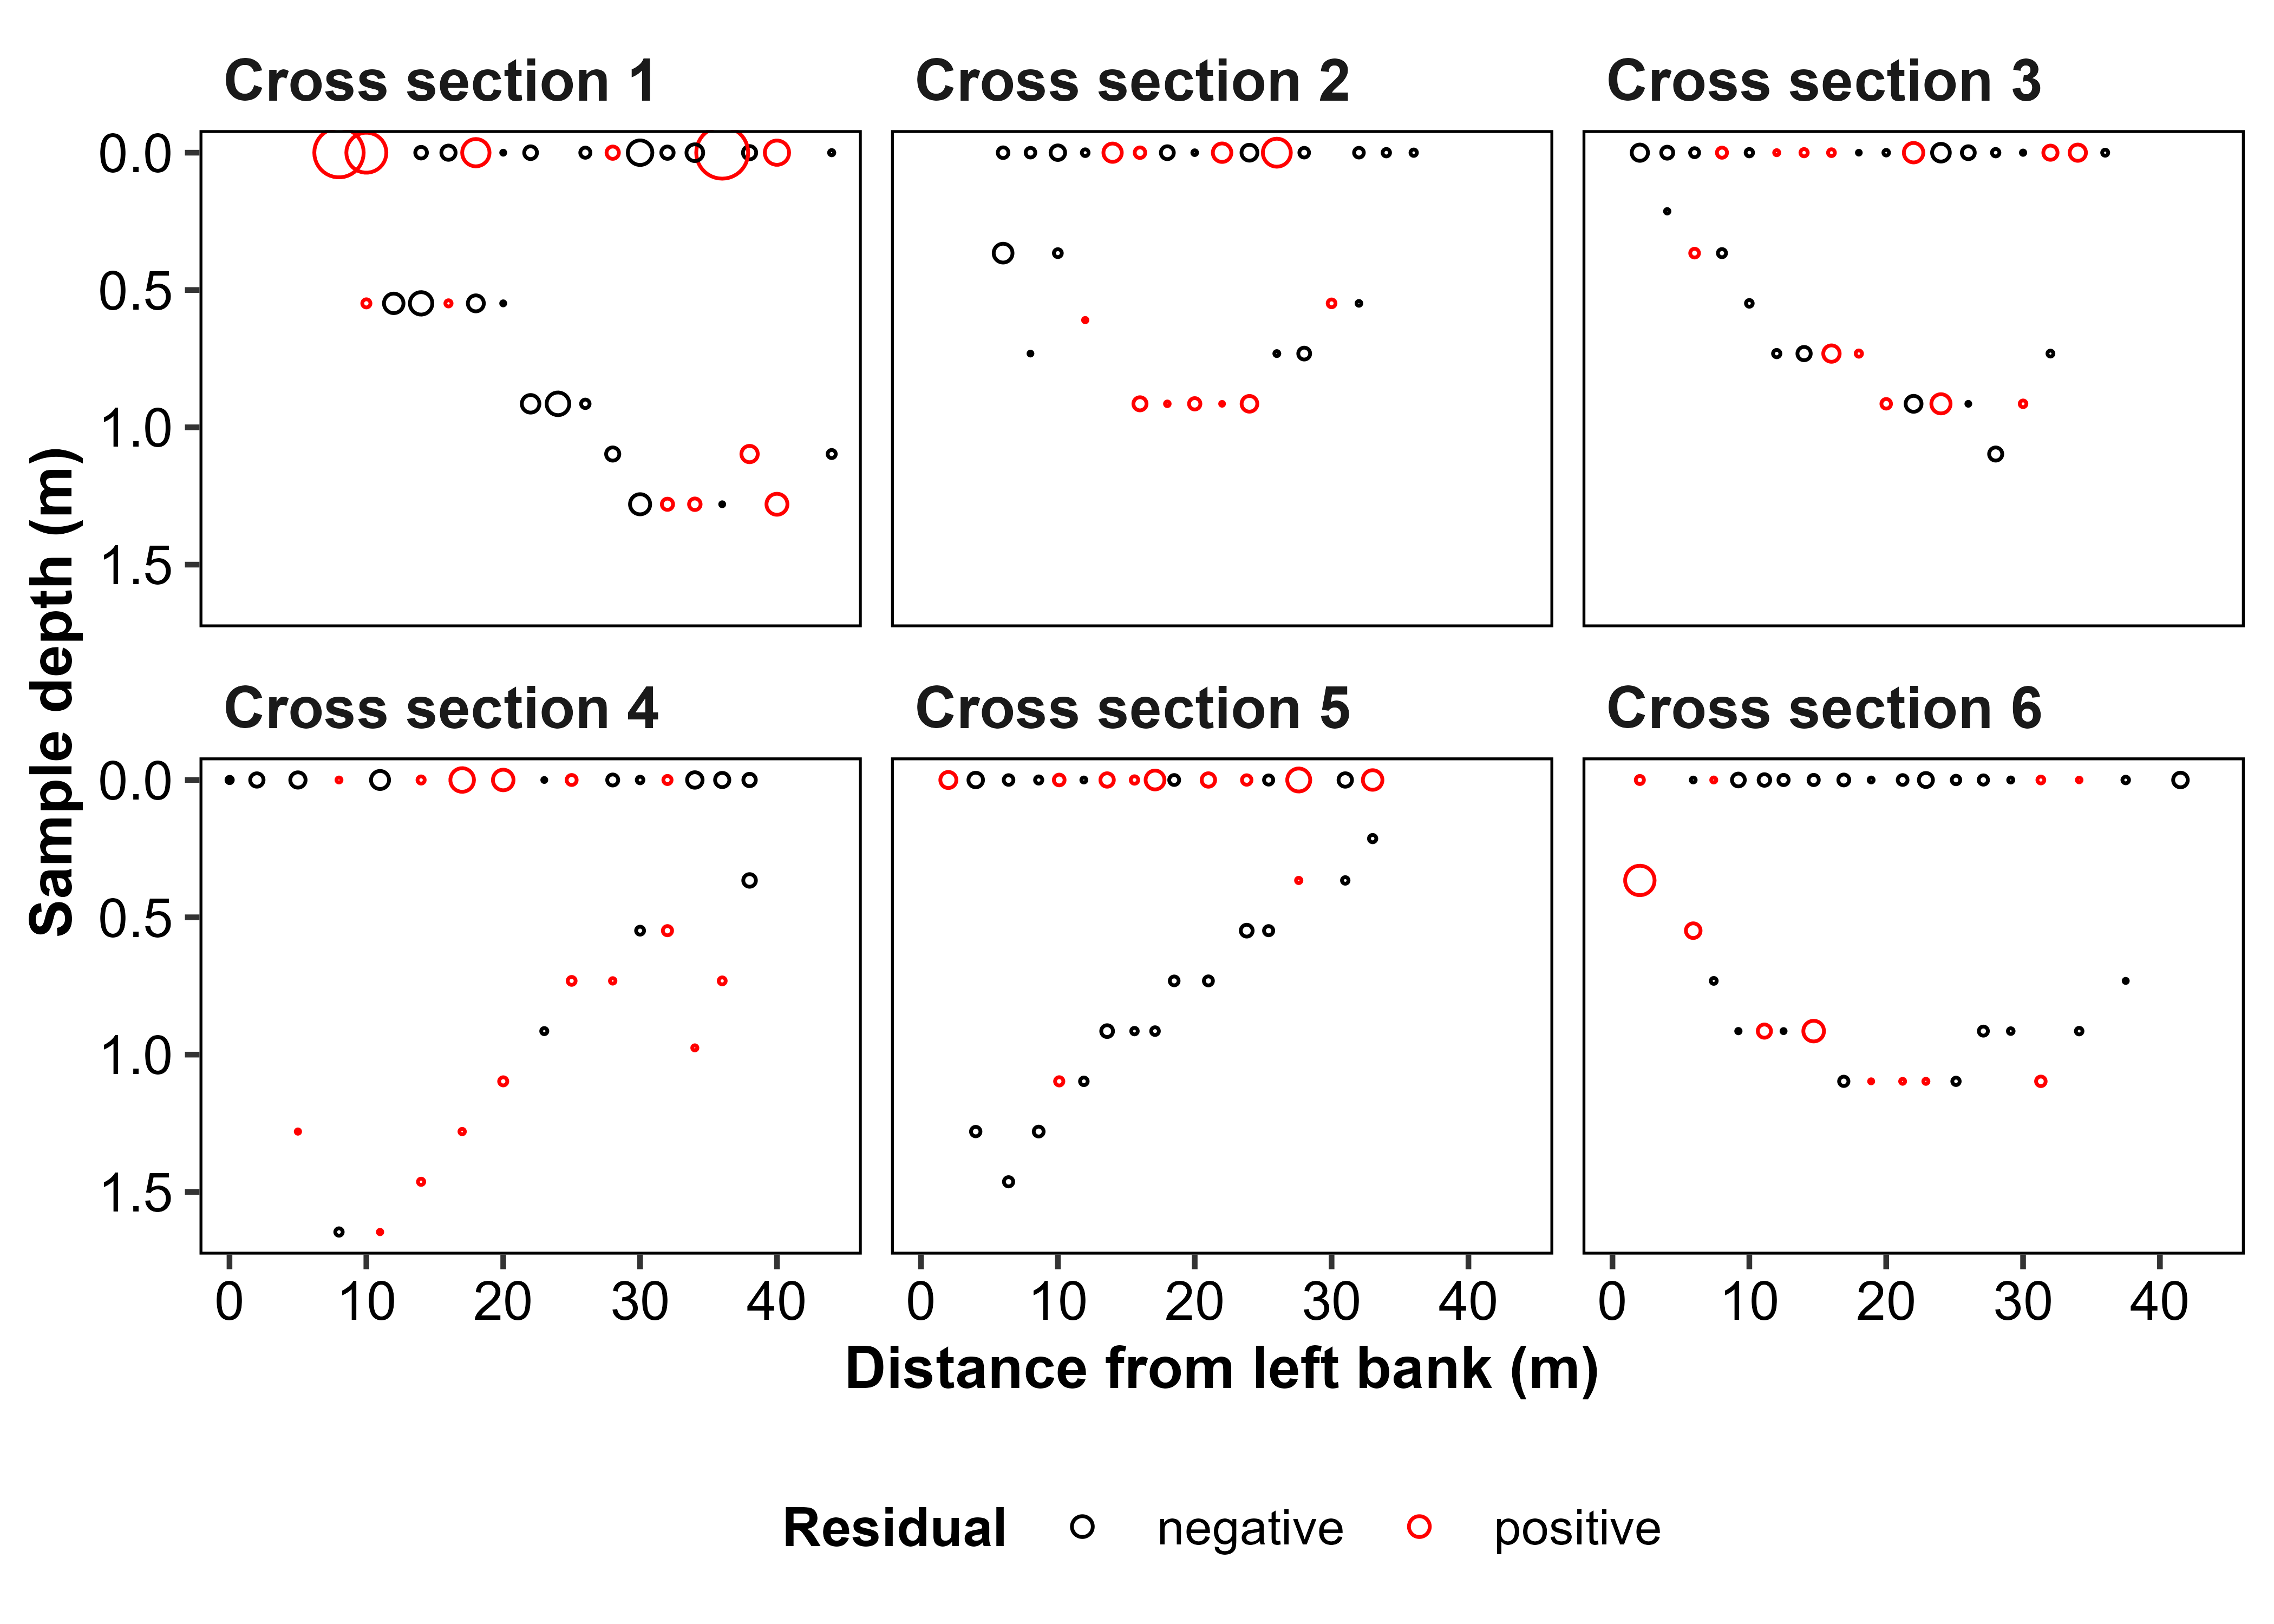 Cross section 1 Cross section 2 Cross section 3
0.0
0.5
1.0
1.5
Sample depth (m)
Cross section 4 Cross section 5 Cross section 6
0.0
0.5
1.0
1.5
0 10 20 30 40 0 10 20 30 40 0 10 20 30 40
Distance from left bank (m)
Residual negative positive